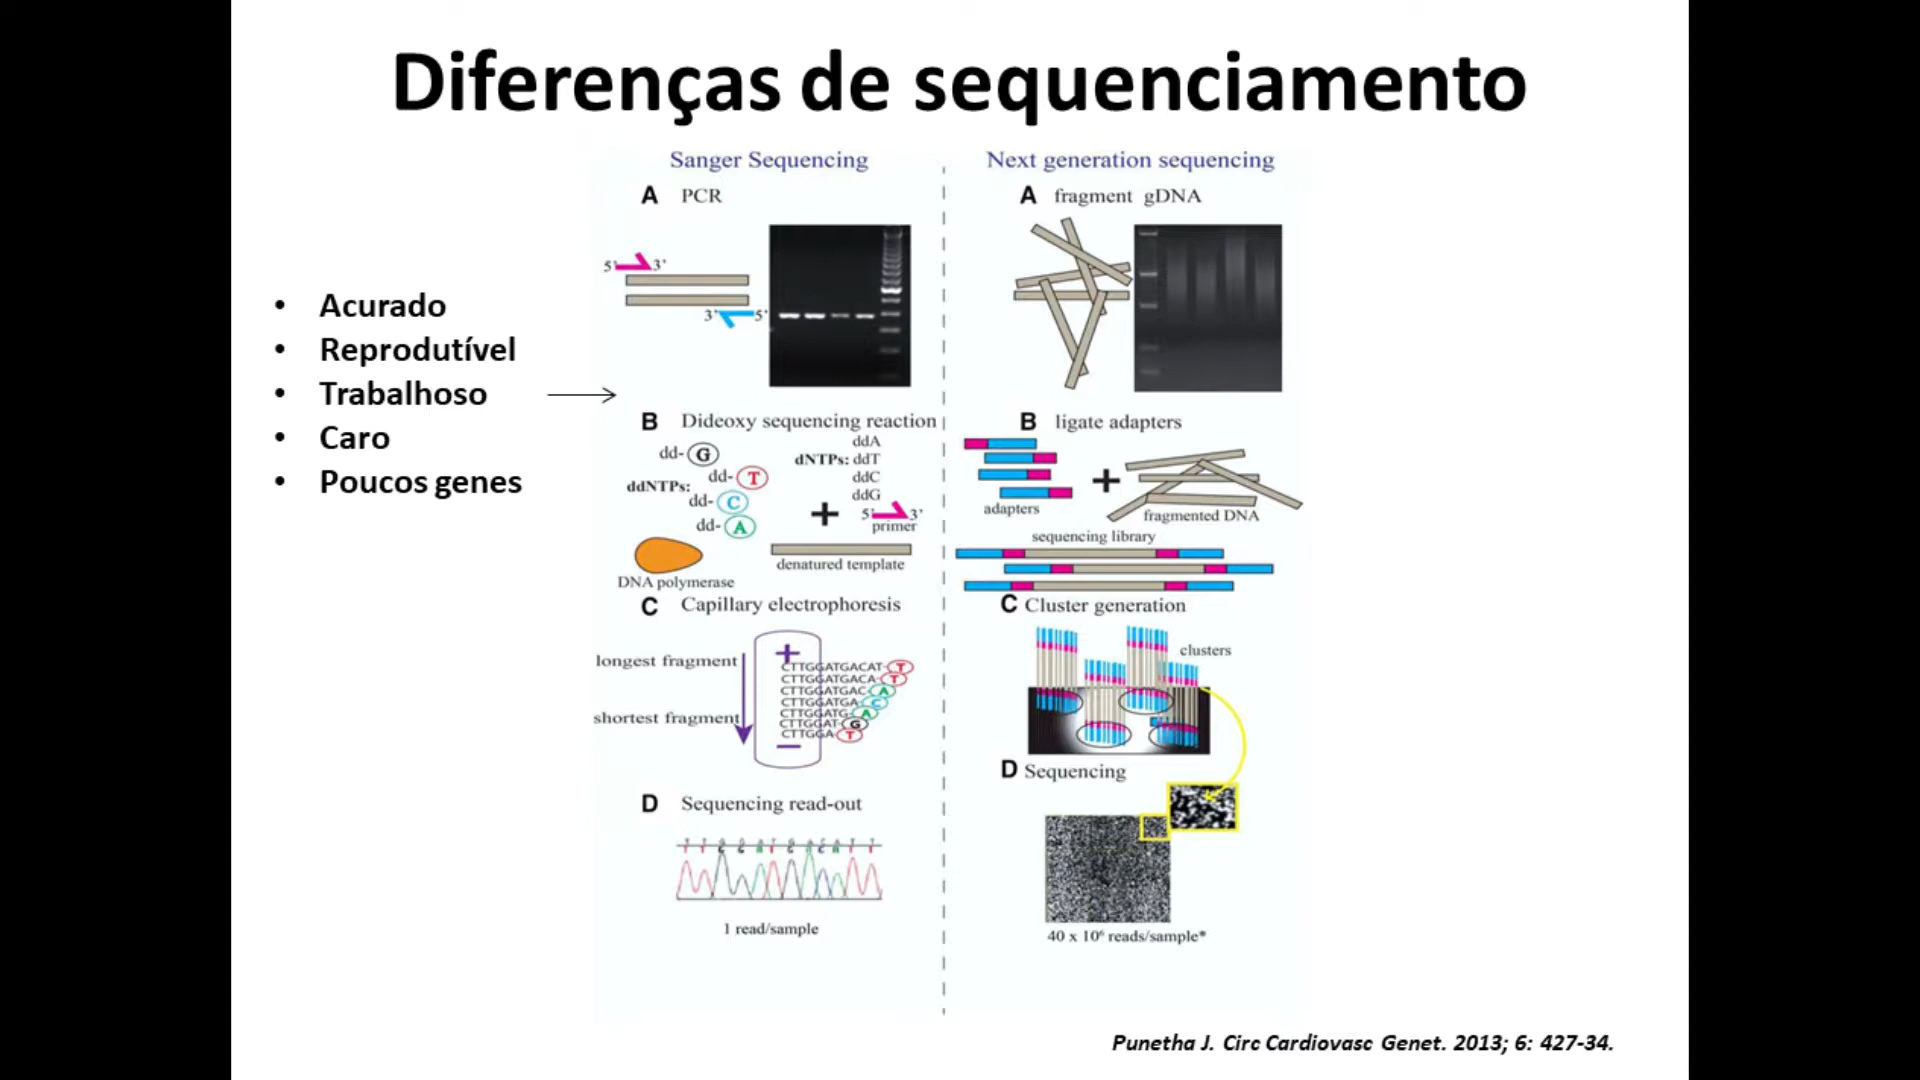 Diferenças de sequenciamento
• Acurado
• Reprodutível
• Trabalhoso
• Caro
• Poucos genes
Sanger Sequencing
A PCR
5' 3'
3' 5'
B Dideoxy sequencing reaction
dd-G
dd-T
ddNTPs:
dd-C
dd-A
ddA
dNTPs: ddT
ddC
ddG
+
5' 3'
primer
denatured template
DNA polymerase
C Capillary electrophoresis
longest fragment
shortest fragment
+
CTTGGATGACAT-T
CTTGGATGACA-T
CTTGGATGAC-A
CTTGGATGA-C
CTTGGATG-A
CTTGGAT-G
CTTGGA-T
−
D Sequencing read-out
T T G G A T G A C A T T
1 read/sample
Next generation sequencing
A fragment gDNA
B ligate adapters
+
adapters
fragmented DNA
sequencing library
C Cluster generation
clusters
D Sequencing
40 x 10⁶ reads/sample*
Punetha J. Circ Cardiovasc Genet. 2013; 6: 427-34.